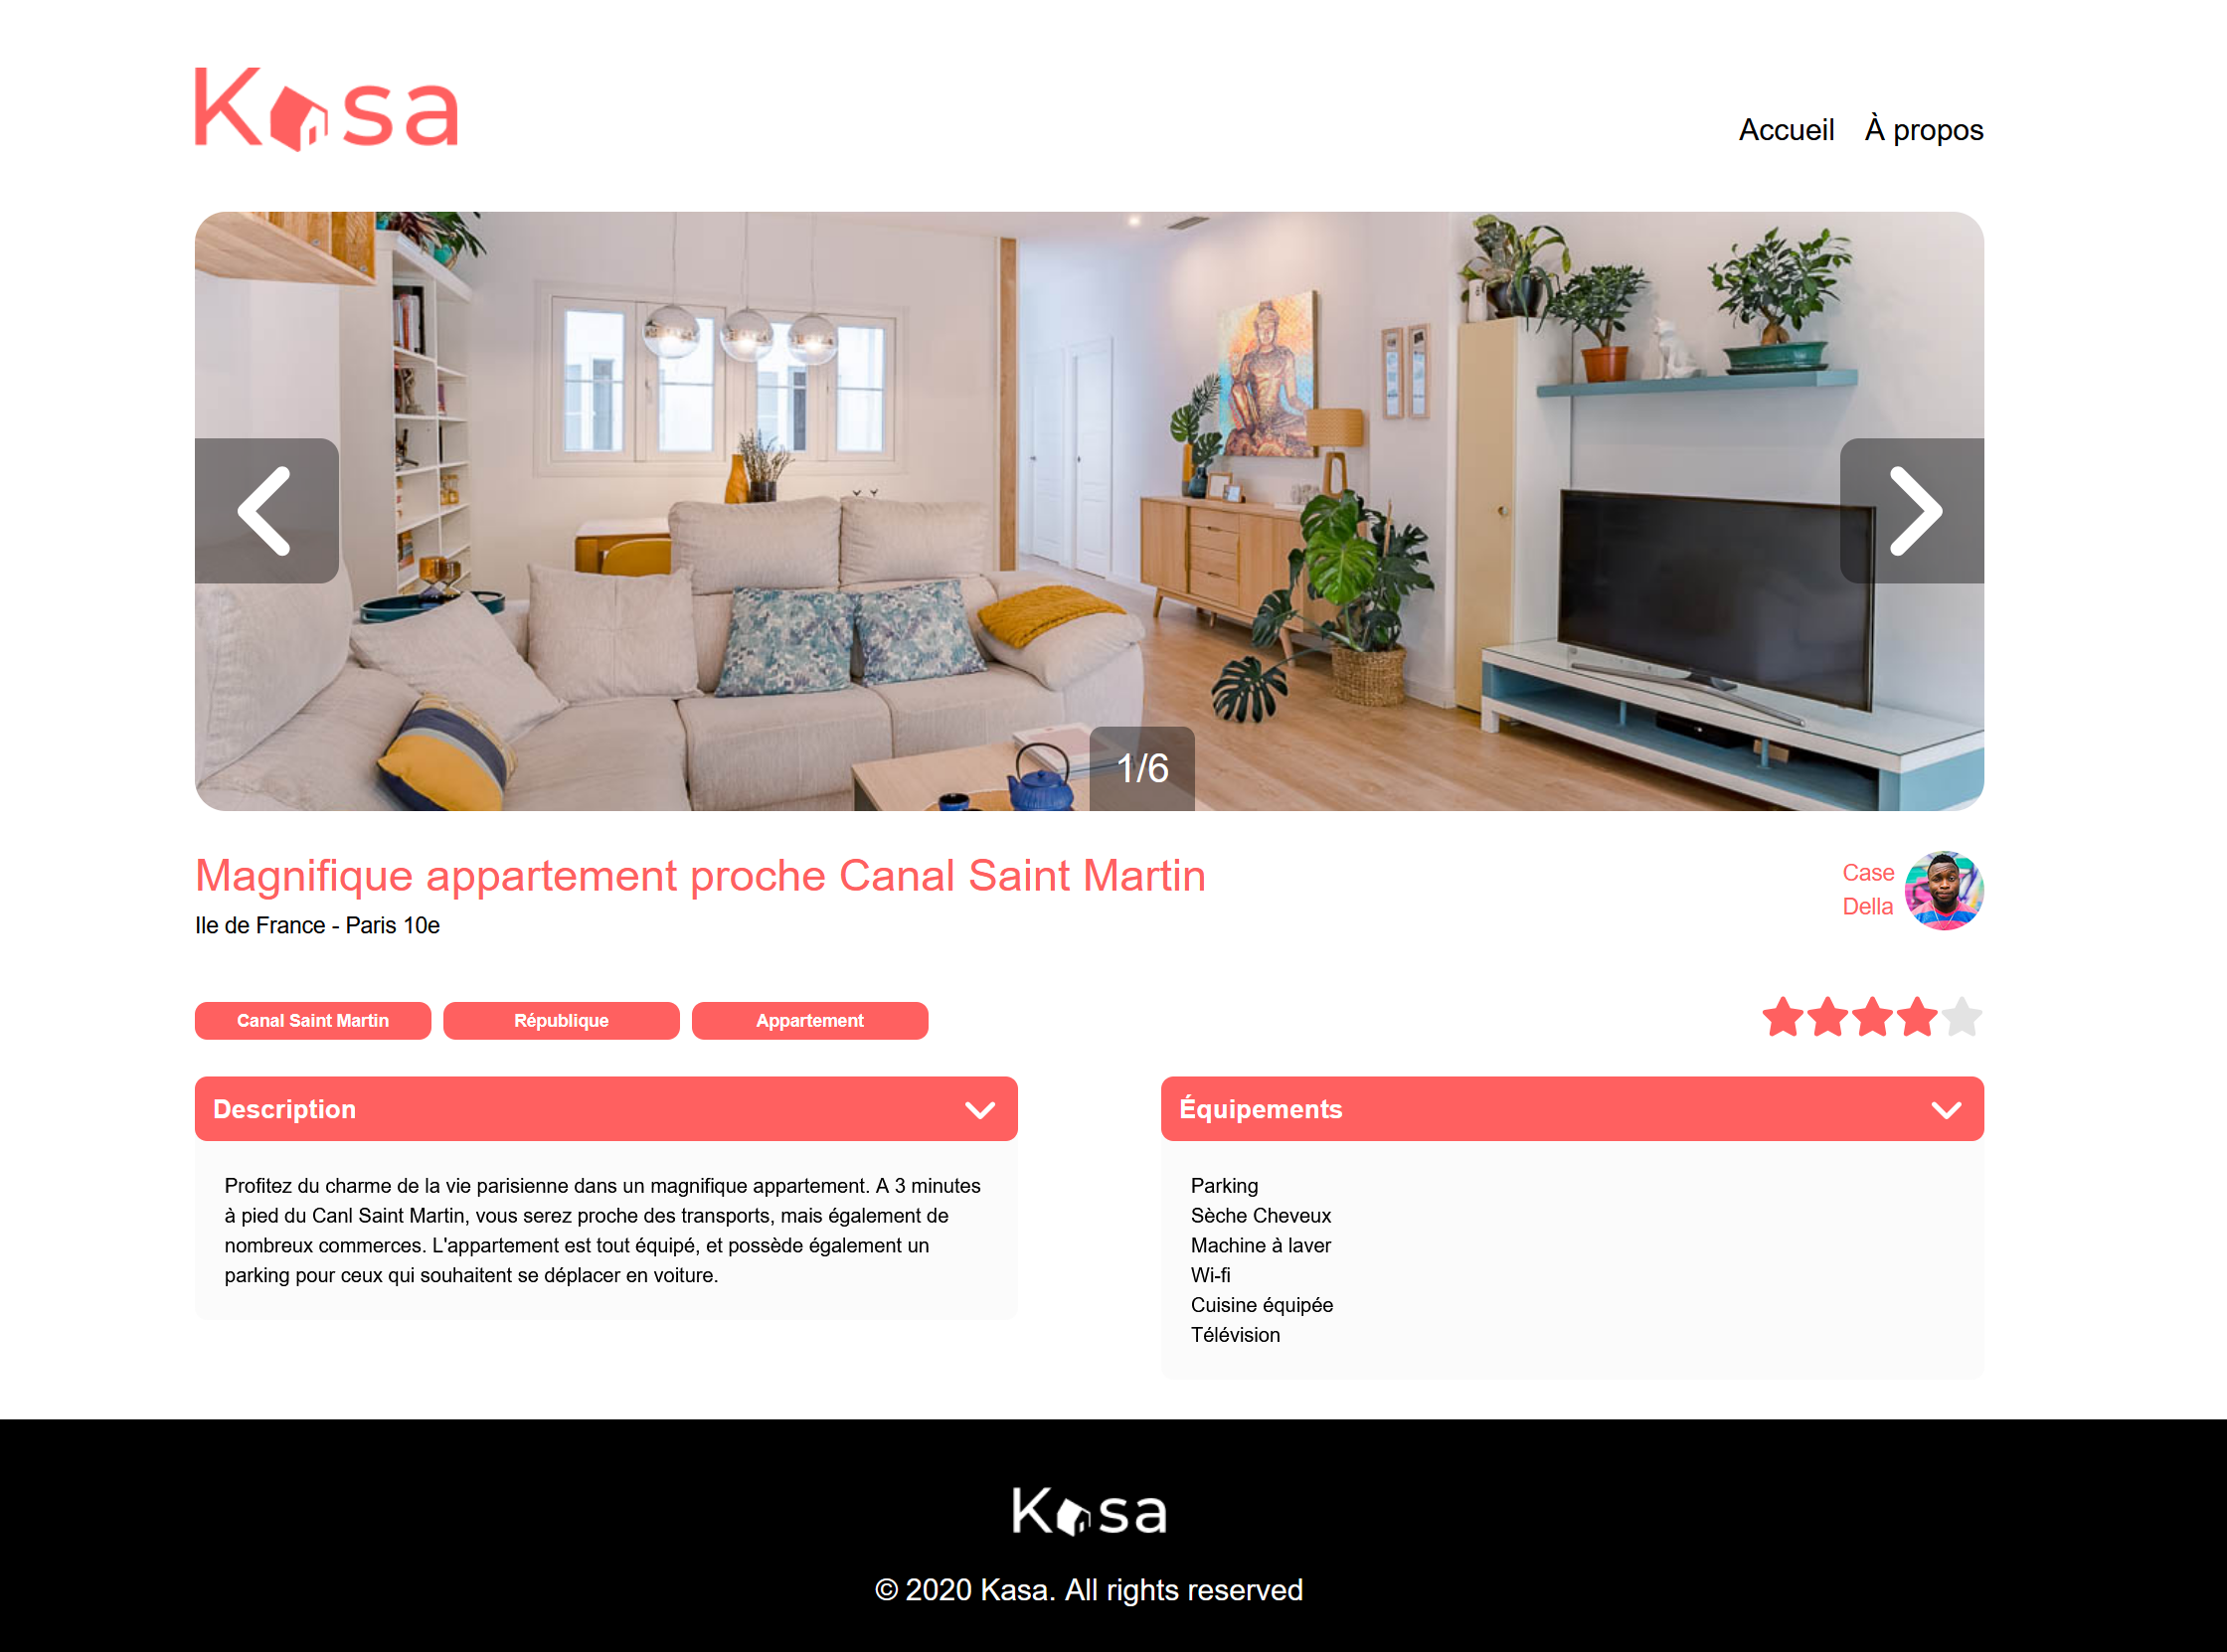 Kasa
Accueil À propos
1/6
Magnifique appartement proche Canal Saint Martin
Case
Della
Ile de France - Paris 10e
Canal Saint Martin République Appartement
Description
Profitez du charme de la vie parisienne dans un magnifique appartement. A 3 minutes
à pied du Canl Saint Martin, vous serez proche des transports, mais également de
nombreux commerces. L'appartement est tout équipé, et possède également un
parking pour ceux qui souhaitent se déplacer en voiture.
Équipements
Parking
Sèche Cheveux
Machine à laver
Wi-fi
Cuisine équipée
Télévision
Kasa
© 2020 Kasa. All rights reserved